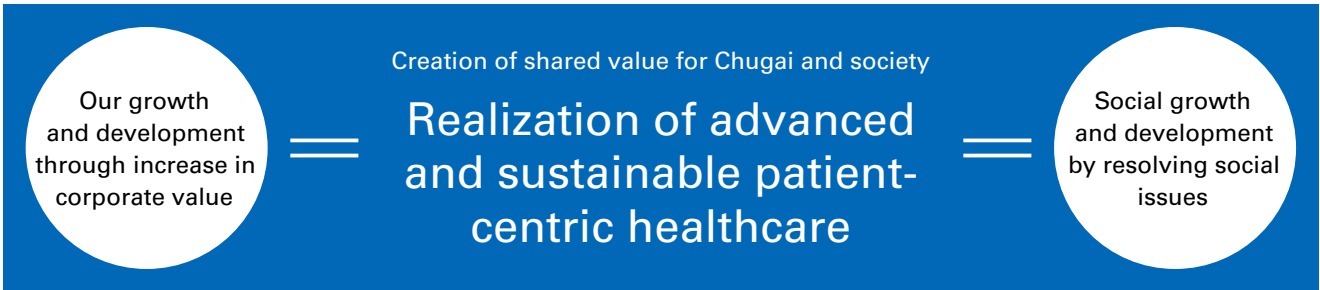 Our growth
and development
through increase in
corporate value
Creation of shared value for Chugai and society
Realization of advanced
and sustainable patient-
centric healthcare
Social growth
and development
by resolving social
issues